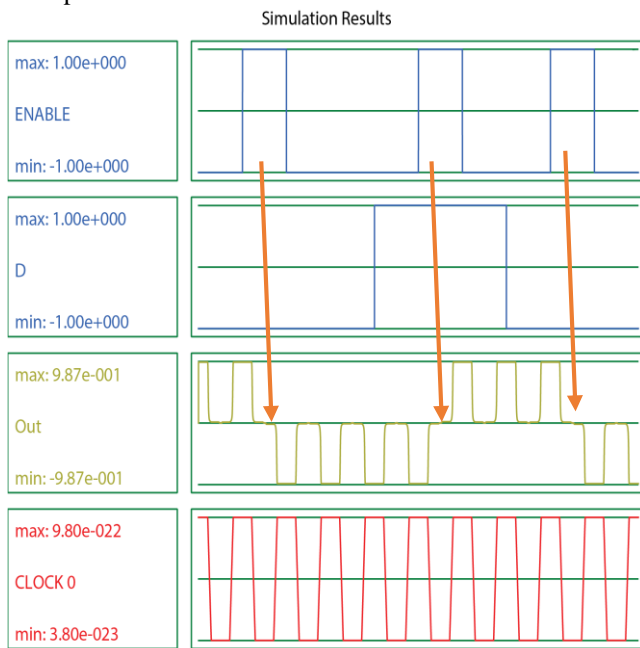 Simulation Results
max: 1.00e+000
ENABLE
min: -1.00e+000
max: 1.00e+000
D
min: -1.00e+000
max: 9.87e-001
Out
min: -9.87e-001
max: 9.80e-022
CLOCK 0
min: 3.80e-023